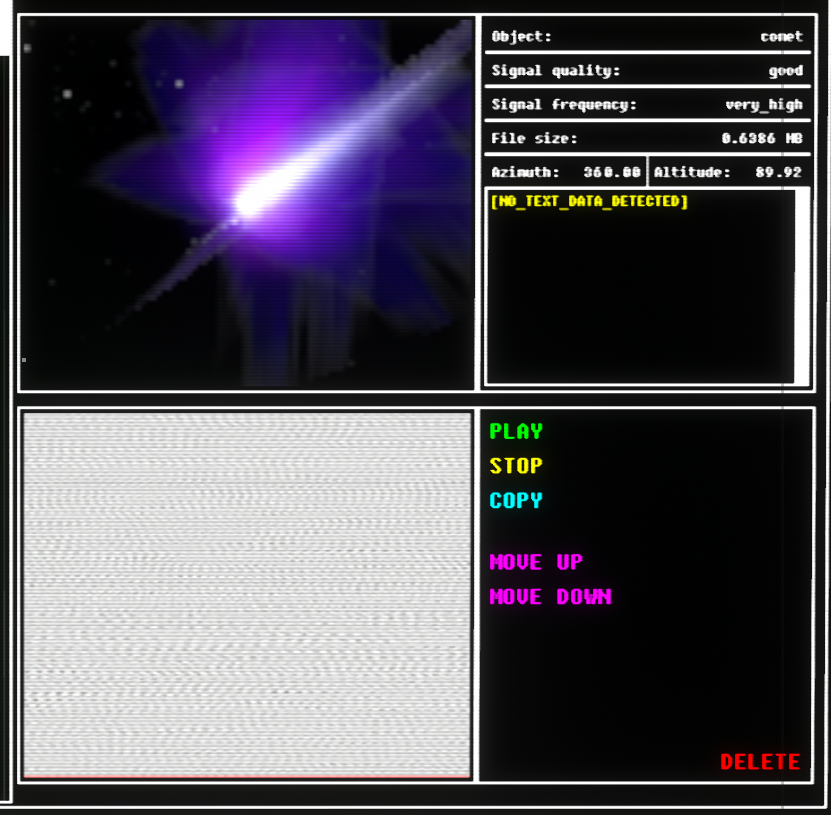 Object: comet
Signal quality: good
Signal frequency: very_high
File size: 0.6386 MB
Azimuth: 360.00 Altitude: 89.92
[NO_TEXT_DATA_DETECTED]
PLAY
STOP
COPY
MOVE UP
MOVE DOWN
DELETE